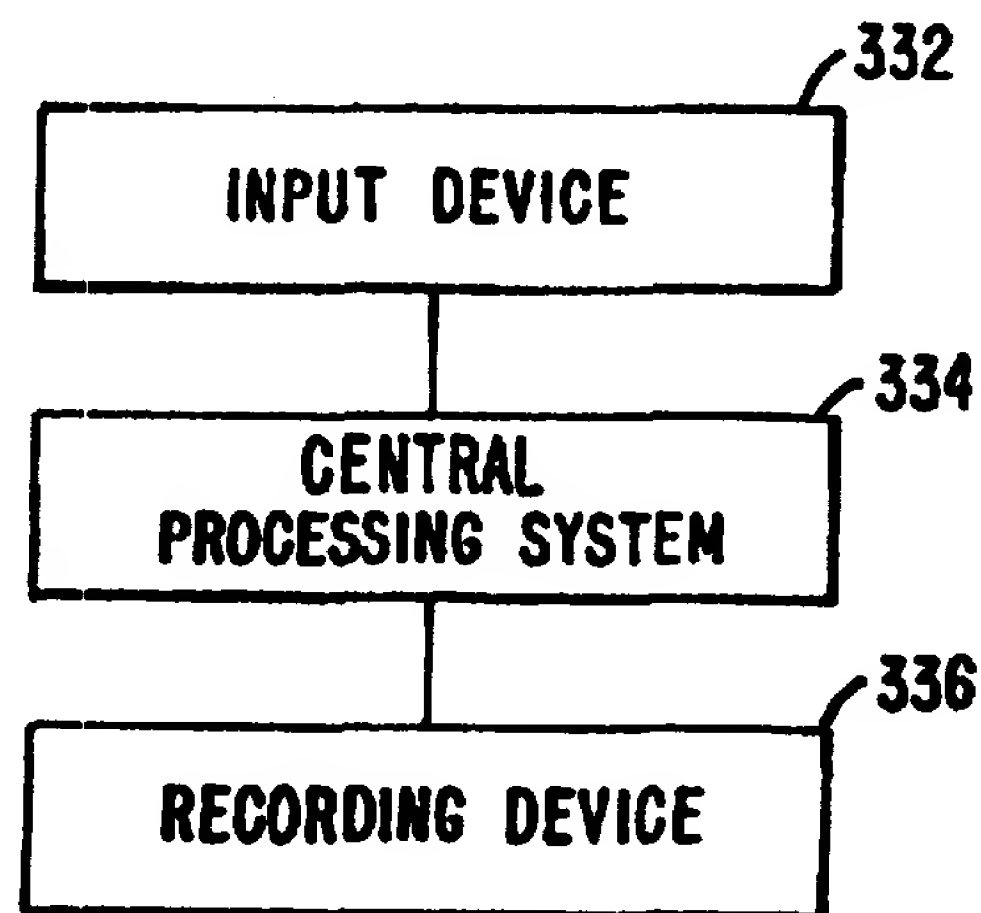 332
INPUT DEVICE
334
CENTRAL
PROCESSING SYSTEM
336
RECORDING DEVICE